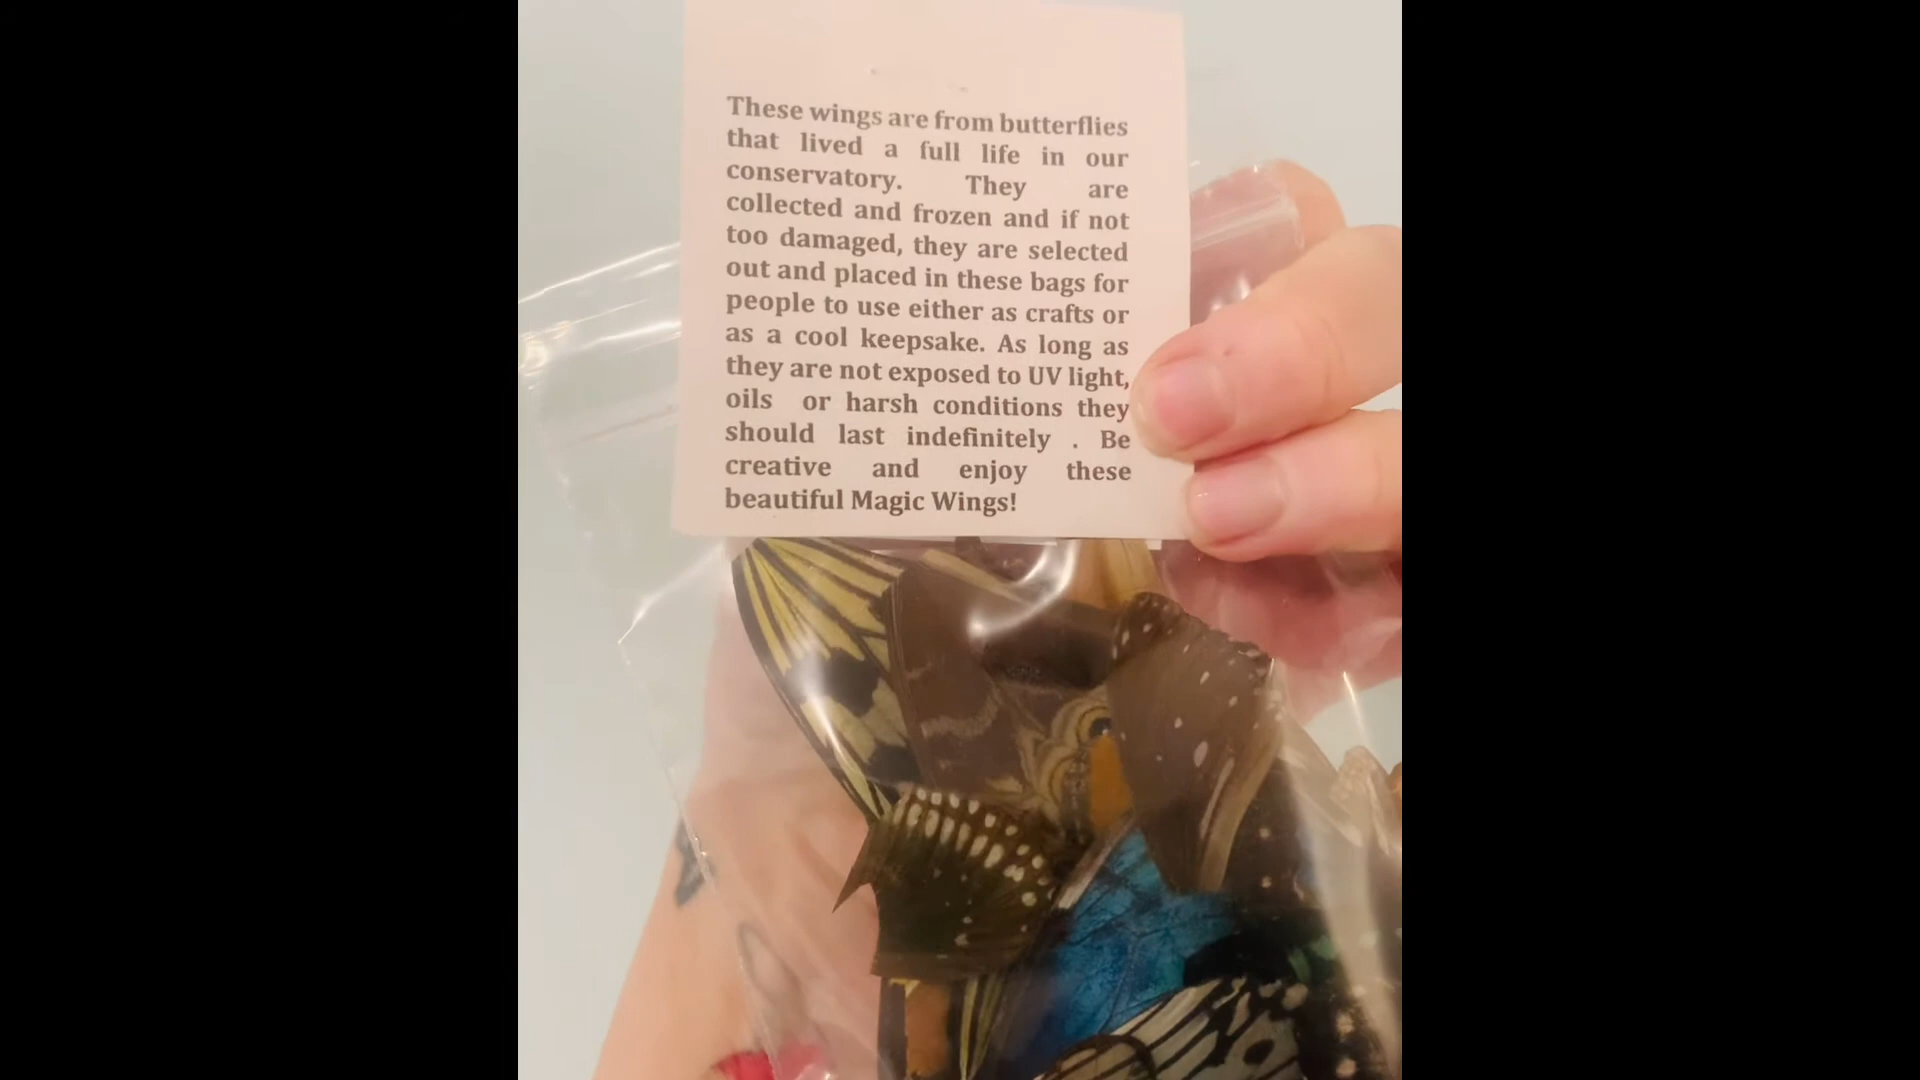 These wings are from butterflies
that lived a full life in our
conservatory. They are
collected and frozen and if not
too damaged, they are selected
out and placed in these bags for
people to use either as crafts or
as a cool keepsake. As long as
they are not exposed to UV light,
oils or harsh conditions they
should last indefinitely . Be
creative and enjoy these
beautiful Magic Wings!